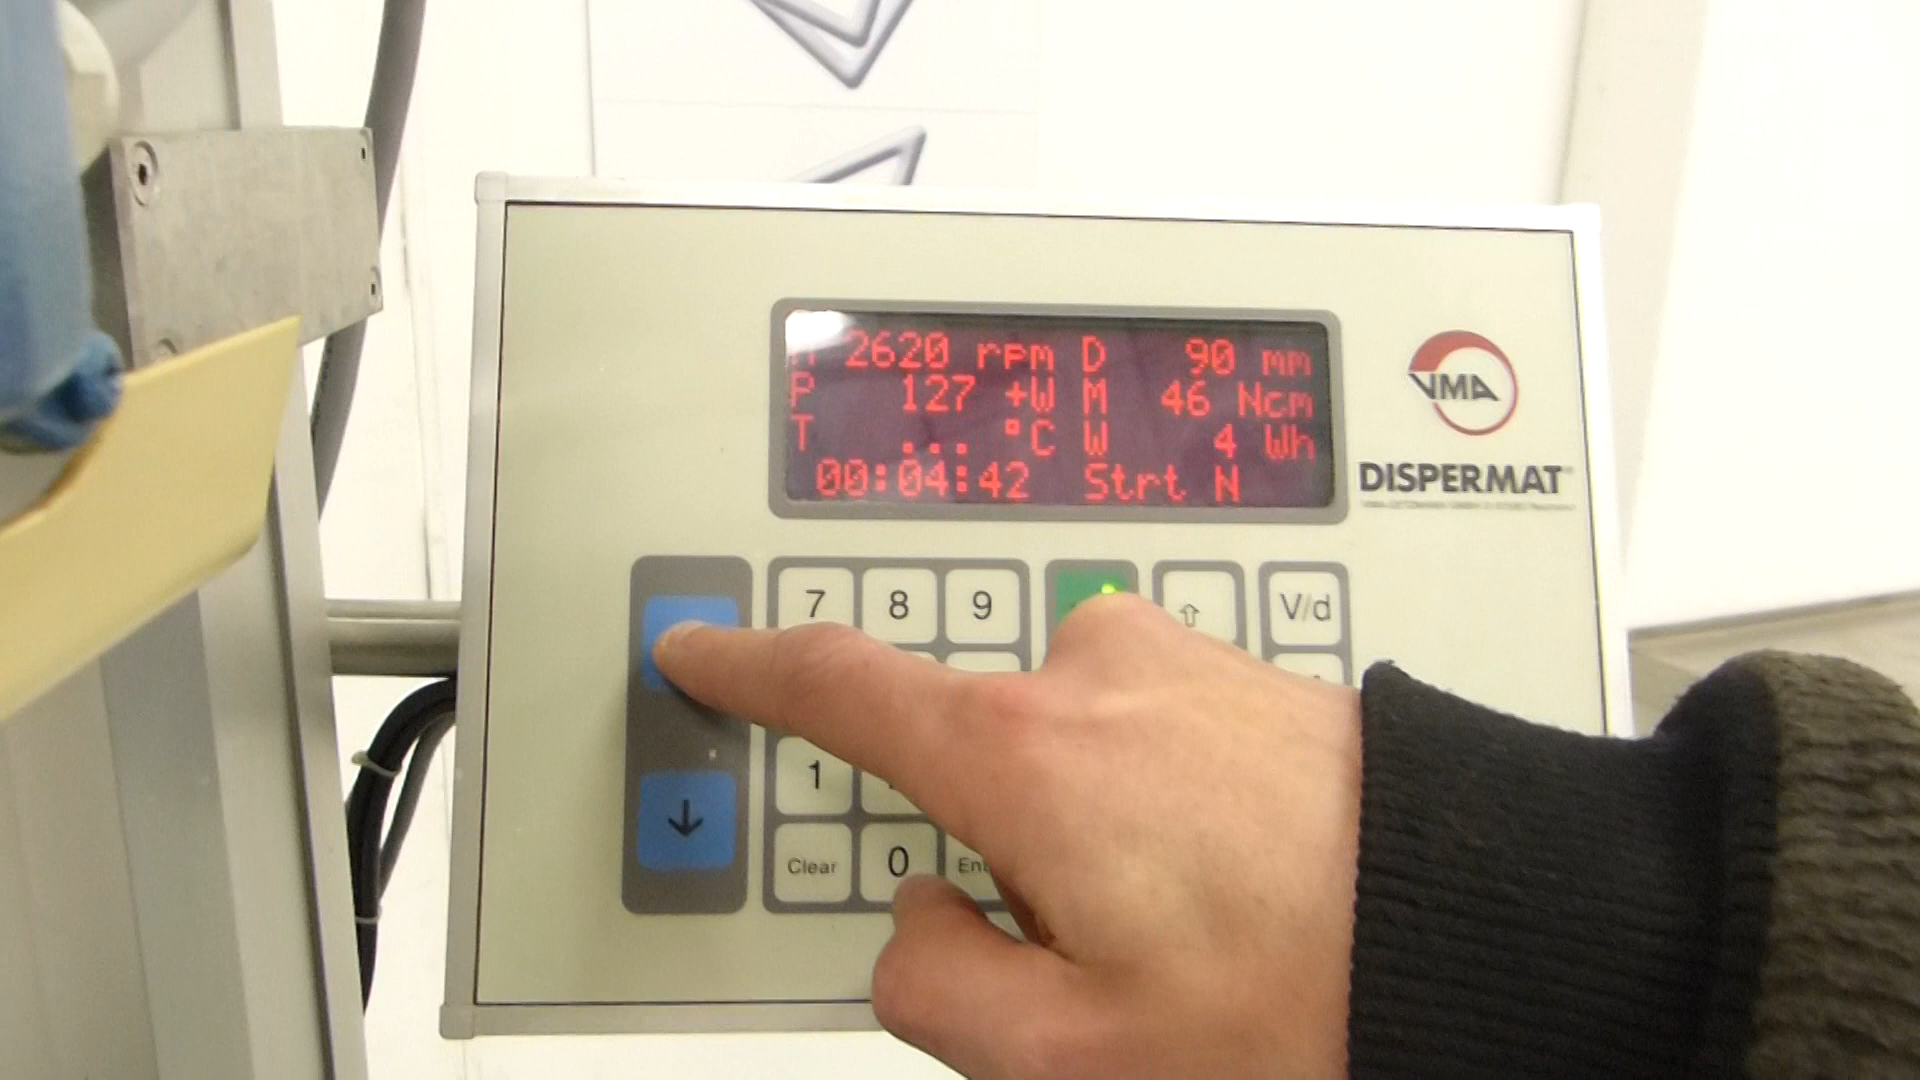 2620 rpm D 90 mm
P 127 +W M 46 Ncm
T ... °C W 4 Wh
00:04:42 Strt N
VMA
DISPERMAT
7 8 9
V/d
1
Clear 0